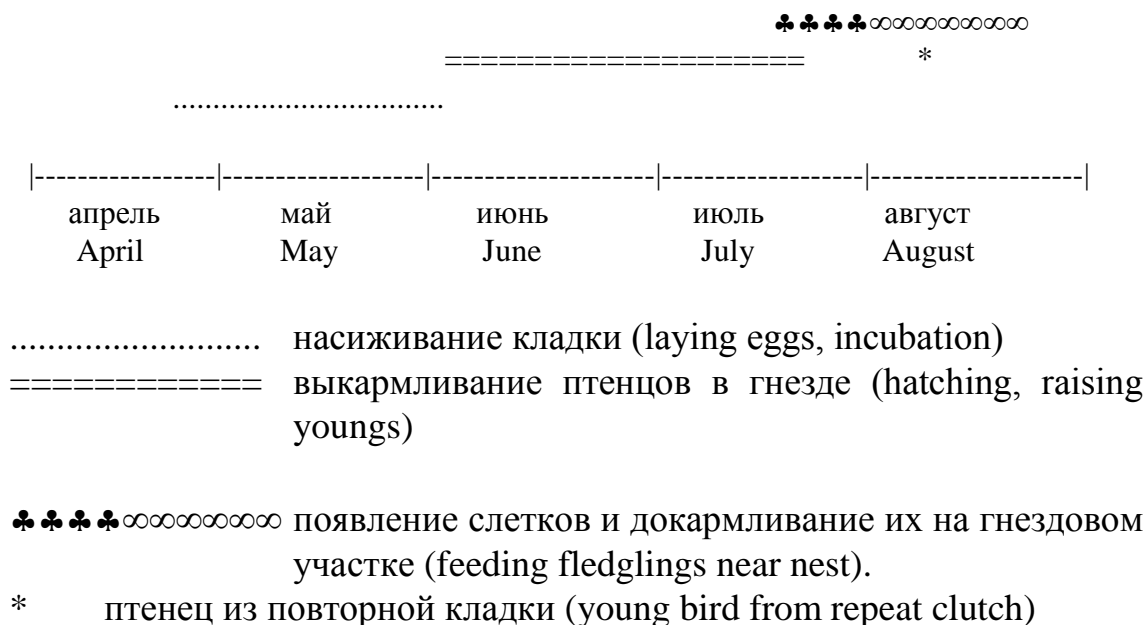 ♣♣♣♣∞∞∞∞∞∞∞
==================== *
..................................
|-----------------|-------------------|---------------------|-------------------|--------------------|
апрель май июнь июль август
April May June July August
.......................... насиживание кладки (laying eggs, incubation)
============= выкармливание птенцов в гнезде (hatching, raising
youngs)
♣♣♣♣∞∞∞∞∞∞ появление слетков и докармливание их на гнездовом
участке (feeding fledglings near nest).
* птенец из повторной кладки (young bird from repeat clutch)